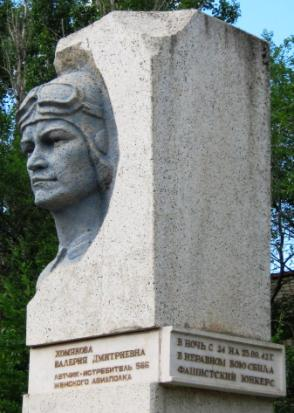 ХОМЯКОВА
ВАЛЕРИЯ ДМИТРИЕВНА
ЛЕТЧИК-ИСТРЕБИТЕЛЬ 586
ЖЕНСКОГО АВИАПОЛКА
В НОЧЬ С 24 НА 25.09.42 Г.
В НЕРАВНОМ БОЮ СБИЛА
ФАШИСТСКИЙ ЮНКЕРС